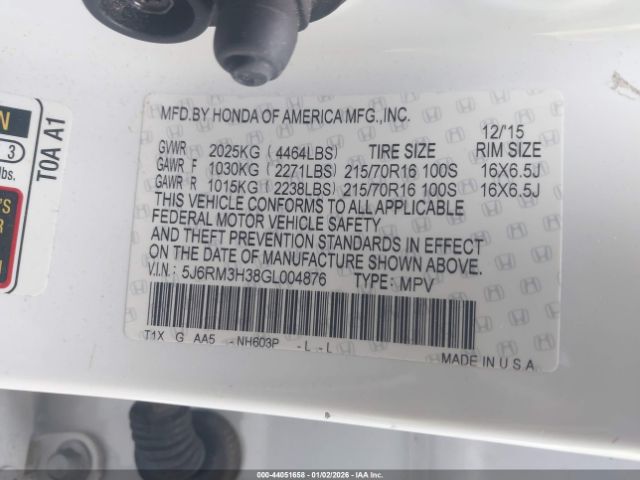 MFD.BY HONDA OF AMERICA MFG.,INC.
12/15
GVWR 2025KG (4464LBS) TIRE SIZE RIM SIZE
GAWR F 1030KG (2271LBS) 215/70R16 100S 16X6.5J
GAWR R 1015KG (2238LBS) 215/70R16 100S 16X6.5J
THIS VEHICLE CONFORMS TO ALL APPLICABLE
FEDERAL MOTOR VEHICLE SAFETY
AND THEFT PREVENTION STANDARDS IN EFFECT ON
THE DATE OF MANUFACTURE SHOWN ABOVE.
V.I.N: 5J6RM3H38GL004876 TYPE: MPV
T1X G AA5 -NH603P -L -L
MADE IN U S A
T0A A1
3
lbs.
© COPYRIGHT - 44051658 - 01/02/2026 - IAA Inc.